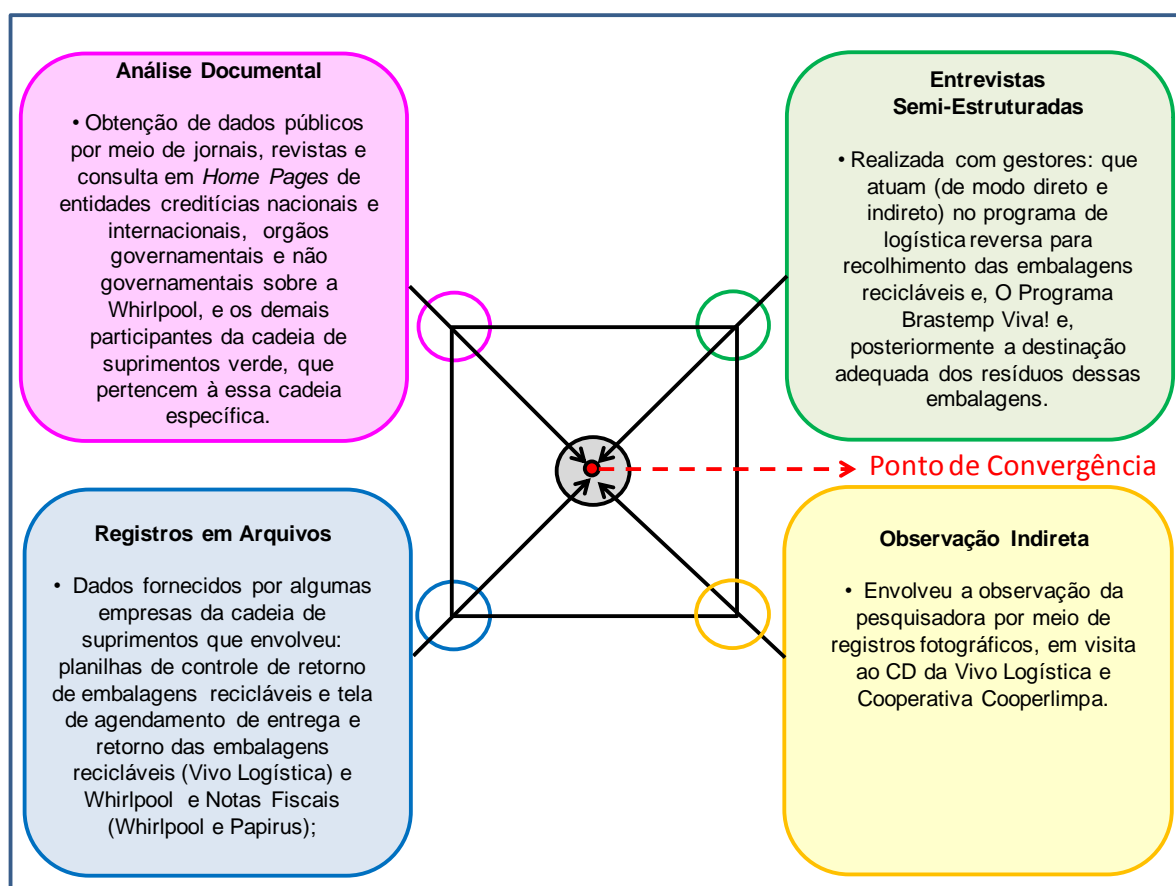 Análise Documental
• Obtenção de dados públicos
por meio de jornais, revistas e
consulta em Home Pages de
entidades creditícias nacionais e
internacionais, orgãos
governamentais e não
governamentais sobre a
Whirlpool, e os demais
participantes da cadeia de
suprimentos verde, que
pertencem à essa cadeia
específica.
Entrevistas
Semi-Estruturadas
• Realizada com gestores: que
atuam (de modo direto e
indireto) no programa de
logística reversa para
recolhimento das embalagens
recicláveis e, O Programa
Brastemp Viva! e,
posteriormente a destinação
adequada dos resíduos dessas
embalagens.
Ponto de Convergência
Registros em Arquivos
• Dados fornecidos por algumas
empresas da cadeia de
suprimentos que envolveu:
planilhas de controle de retorno
de embalagens recicláveis e tela
de agendamento de entrega e
retorno das embalagens
recicláveis (Vivo Logística) e
Whirlpool e Notas Fiscais
(Whirlpool e Papirus);
Observação Indireta
• Envolveu a observação da
pesquisadora por meio de
registros fotográficos, em visita
ao CD da Vivo Logística e
Cooperativa Cooperlimpa.